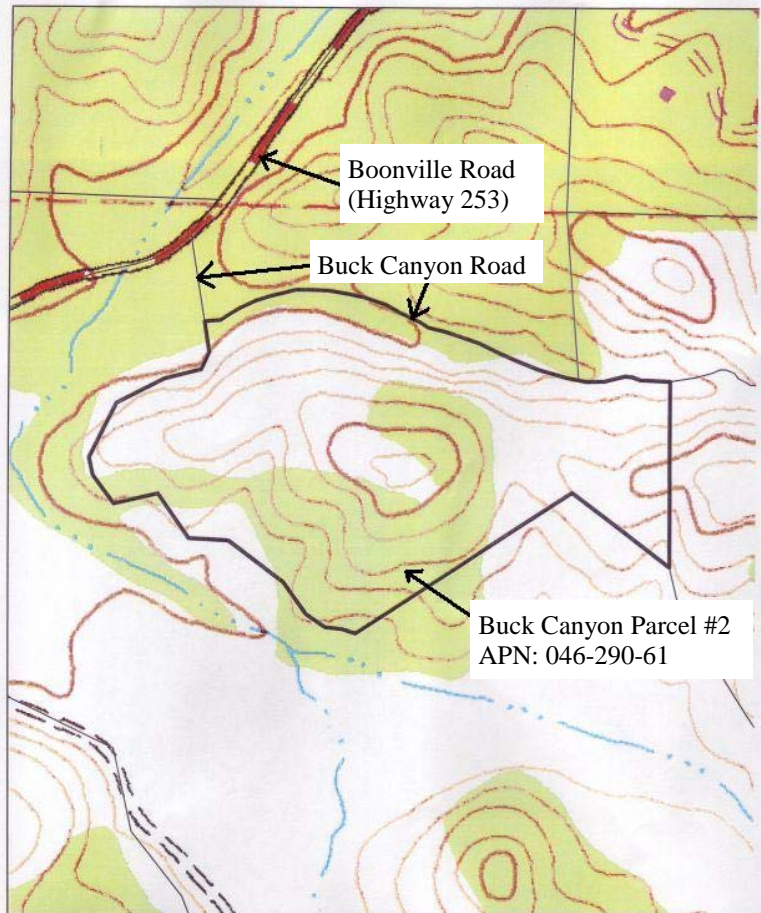 Boonville Road
(Highway 253)
Buck Canyon Road
Buck Canyon Parcel #2
APN: 046-290-61